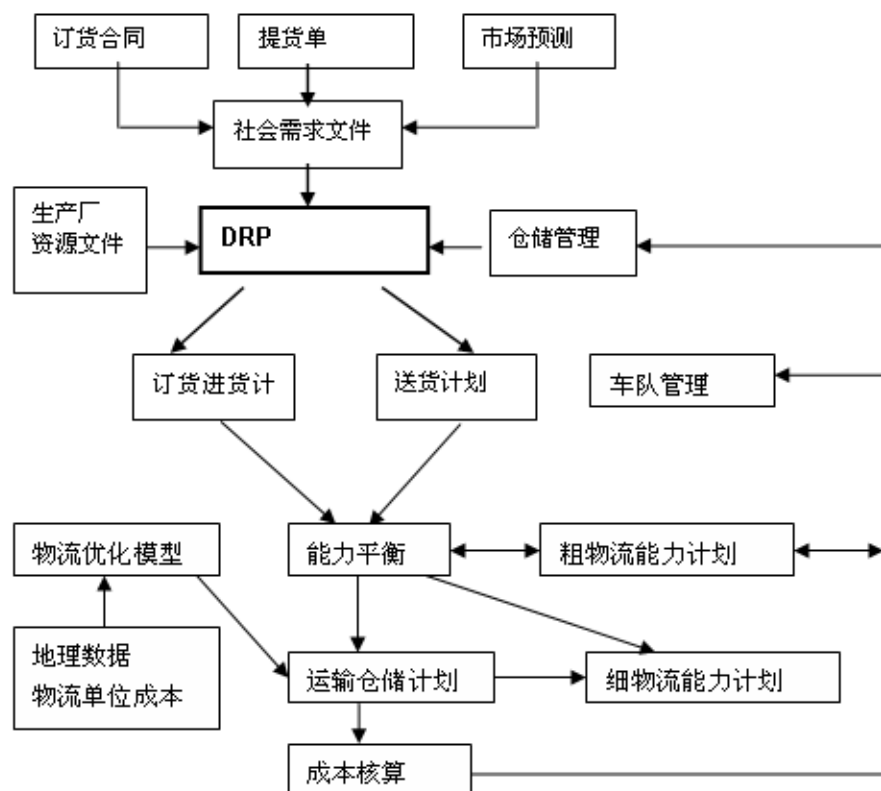 订货合同
提货单
市场预测
社会需求文件
生产厂
资源文件
DRP
仓储管理
订货进货计
送货计划
车队管理
物流优化模型
能力平衡
粗物流能力计划
地理数据
物流单位成本
运输仓储计划
细物流能力计划
成本核算